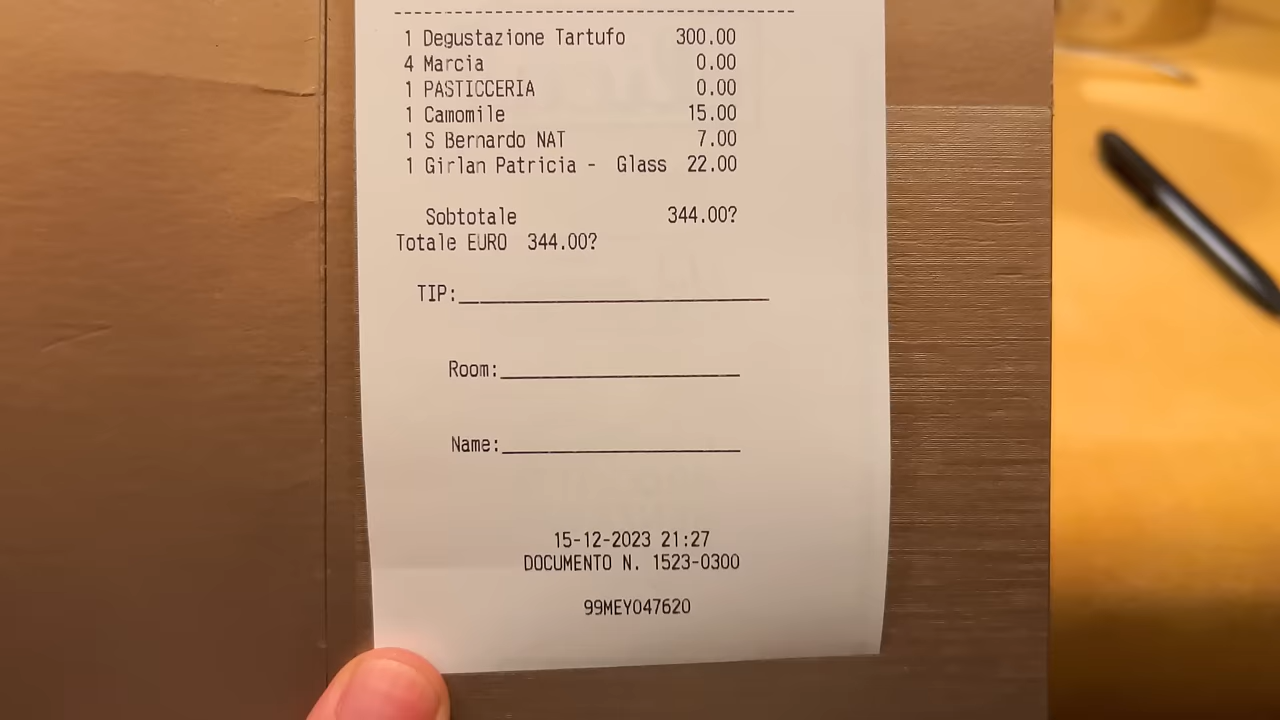 1 Degustazione Tartufo 300.00
4 Marcia 0.00
1 PASTICCERIA 0.00
1 Camomile 15.00
1 S Bernardo NAT 7.00
1 Girlan Patricia - Glass 22.00
Sobtotale 344.00?
Totale EURO 344.00?
TIP:
Room:
Name:
15-12-2023 21:27
DOCUMENTO N. 1523-0300
99MEY047620